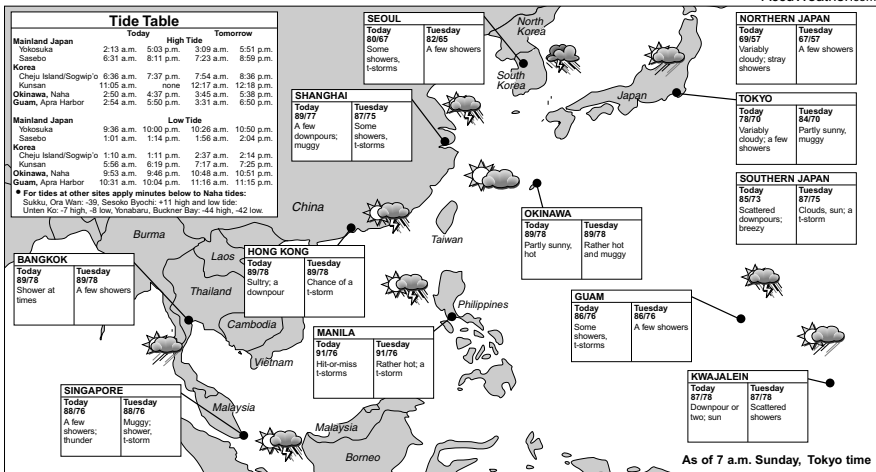 Tide Table
Today Tomorrow
Mainland Japan High Tide
Yokosuka 2:13 a.m. 5:03 p.m. 3:09 a.m. 5:51 p.m.
Sasebo 6:31 a.m. 8:11 p.m. 7:23 a.m. 8:59 p.m.
Korea
Cheju Island/Sogwip'o 6:36 a.m. 7:37 p.m. 7:54 a.m. 8:36 p.m.
Kunsan 11:05 a.m. none 12:17 a.m. 12:18 p.m.
Okinawa, Naha 2:50 a.m. 4:37 p.m. 3:45 a.m. 5:38 p.m.
Guam, Apra Harbor 2:54 a.m. 5:50 p.m. 3:31 a.m. 6:50 p.m.
Mainland Japan Low Tide
Yokosuka 9:36 a.m. 10:00 p.m. 10:26 a.m. 10:50 p.m.
Sasebo 1:01 a.m. 1:14 p.m. 1:56 a.m. 2:04 p.m.
Korea
Cheju Island/Sogwip'o 1:10 a.m. 1:11 p.m. 2:37 a.m. 2:14 p.m.
Kunsan 5:56 a.m. 6:19 p.m. 7:17 a.m. 7:25 p.m.
Okinawa, Naha 9:53 a.m. 9:46 p.m. 10:48 a.m. 10:51 p.m.
Guam, Apra Harbor 10:31 a.m. 10:04 p.m. 11:16 a.m. 11:15 p.m.
• For tides at other sites apply minutes below to Naha tides:
Sukku, Ora Wan: -39, Sesoko Byochi: +11 high and low tide:
Unten Ko: -7 high, -8 low, Yonabaru, Buckner Bay: -44 high, -42 low.
SEOUL
Today Tuesday
80/67 82/65
Some A few showers
showers,
t-storms
North
Korea
South
Korea
Japan
NORTHERN JAPAN
Today Tuesday
69/57 67/57
Variably A few showers
cloudy; stray
showers
SHANGHAI
Today Tuesday
89/77 87/75
A few Some
downpours; showers,
muggy t-storms
TOKYO
Today Tuesday
78/70 84/70
Variably Partly sunny,
cloudy; a few muggy
showers
SOUTHERN JAPAN
Today Tuesday
85/73 87/75
Scattered Clouds, sun; a
downpours; t-storm
breezy
China
Taiwan
OKINAWA
Today Tuesday
89/78 89/78
Partly sunny, Rather hot
hot and muggy
Burma
Laos
Thailand
Cambodia
Vietnam
HONG KONG
Today Tuesday
89/78 89/78
Sultry; a Chance of a
downpour t-storm
BANGKOK
Today Tuesday
89/78 89/78
Shower at A few showers
times
Philippines
GUAM
Today Tuesday
86/76 86/76
Some A few showers
showers,
t-storms
MANILA
Today Tuesday
91/76 91/76
Hit-or-miss Rather hot; a
t-storms t-storm
KWAJALEIN
Today Tuesday
87/78 87/78
Downpour or Scattered
two; sun showers
SINGAPORE
Today Tuesday
88/76 88/76
A few Muggy;
showers; shower,
thunder t-storm
Malaysia
Malaysia
Borneo
As of 7 a.m. Sunday, Tokyo time